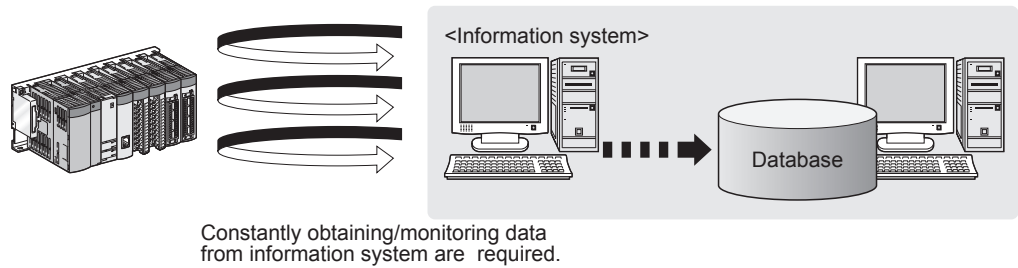 <Information system>
Database
Constantly obtaining/monitoring data
from information system are required.